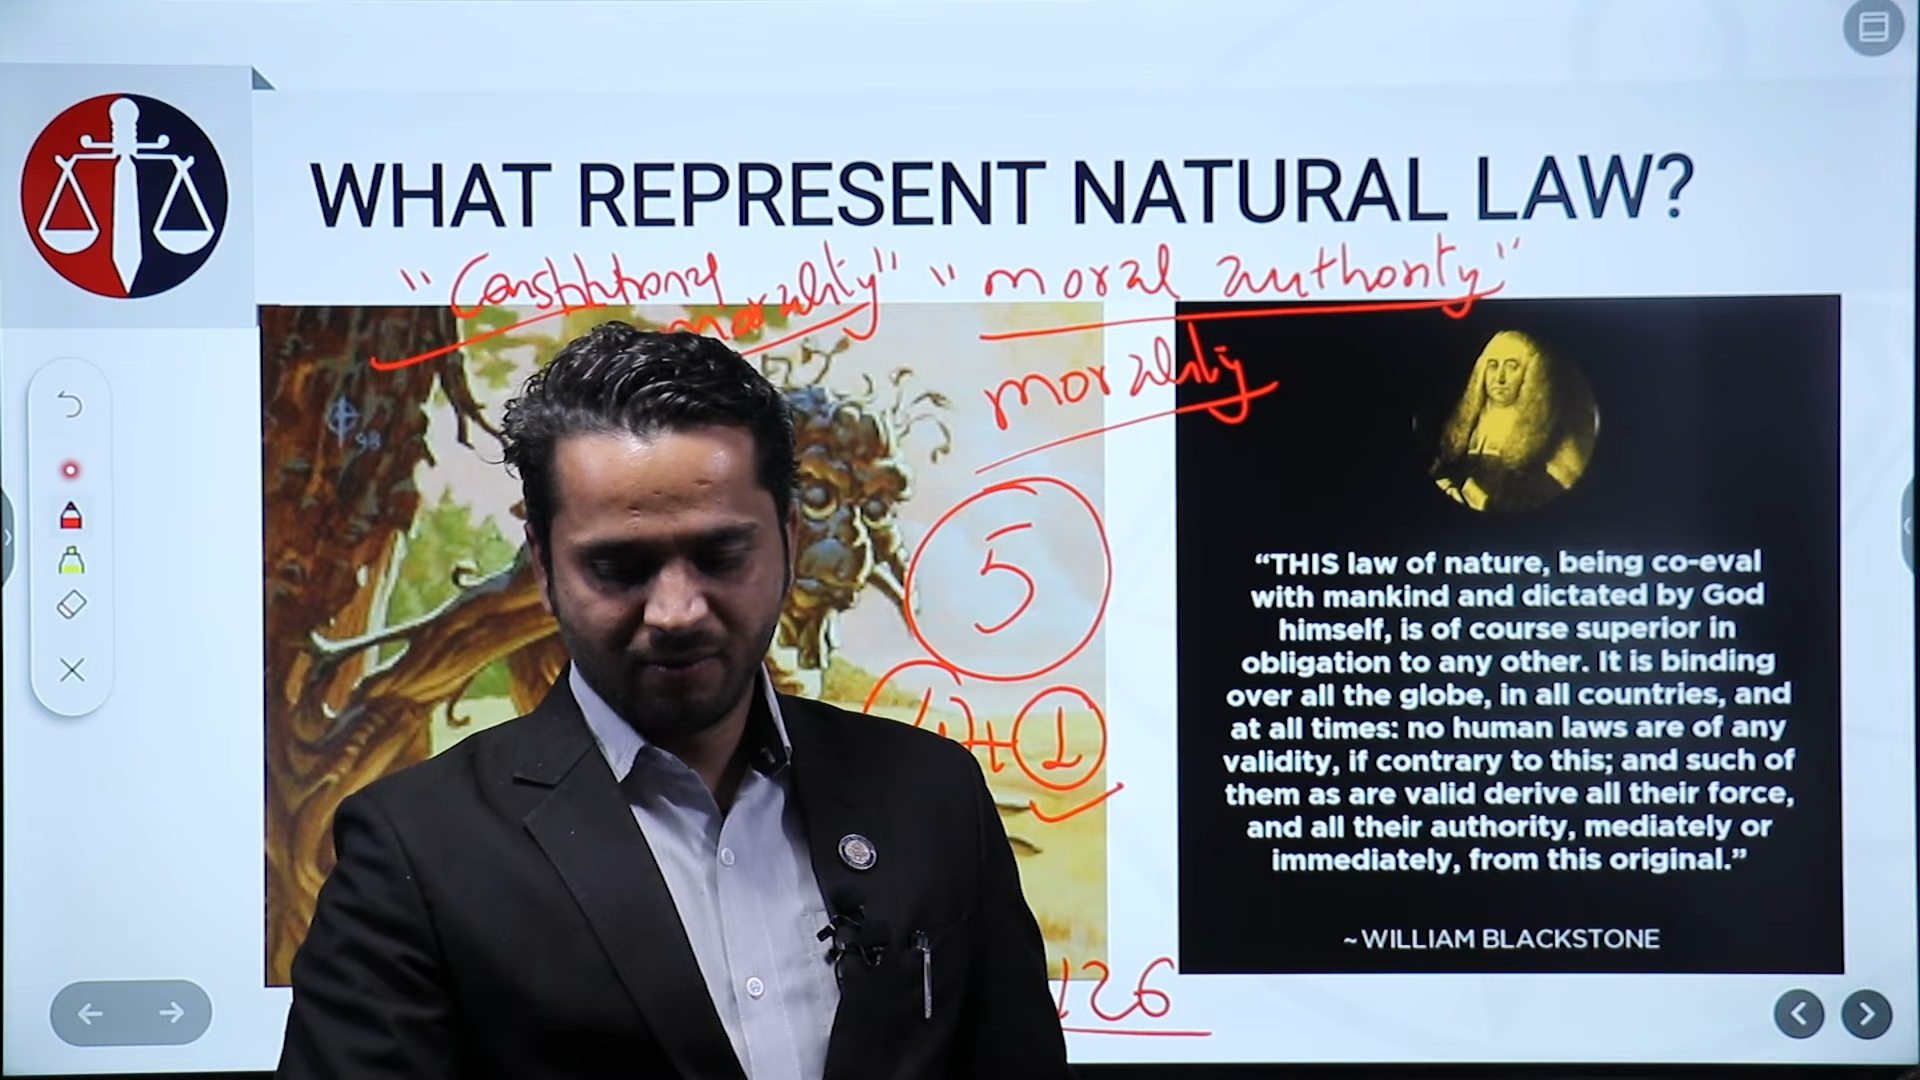 WHAT REPRESENT NATURAL LAW?
"Constitutional morality" "moral authority"
morality
98
5
+ 1
“THIS law of nature, being co-eval
with mankind and dictated by God
himself, is of course superior in
obligation to any other. It is binding
over all the globe, in all countries, and
at all times: no human laws are of any
validity, if contrary to this; and such of
them as are valid derive all their force,
and all their authority, mediately or
immediately, from this original.”
~WILLIAM BLACKSTONE
126